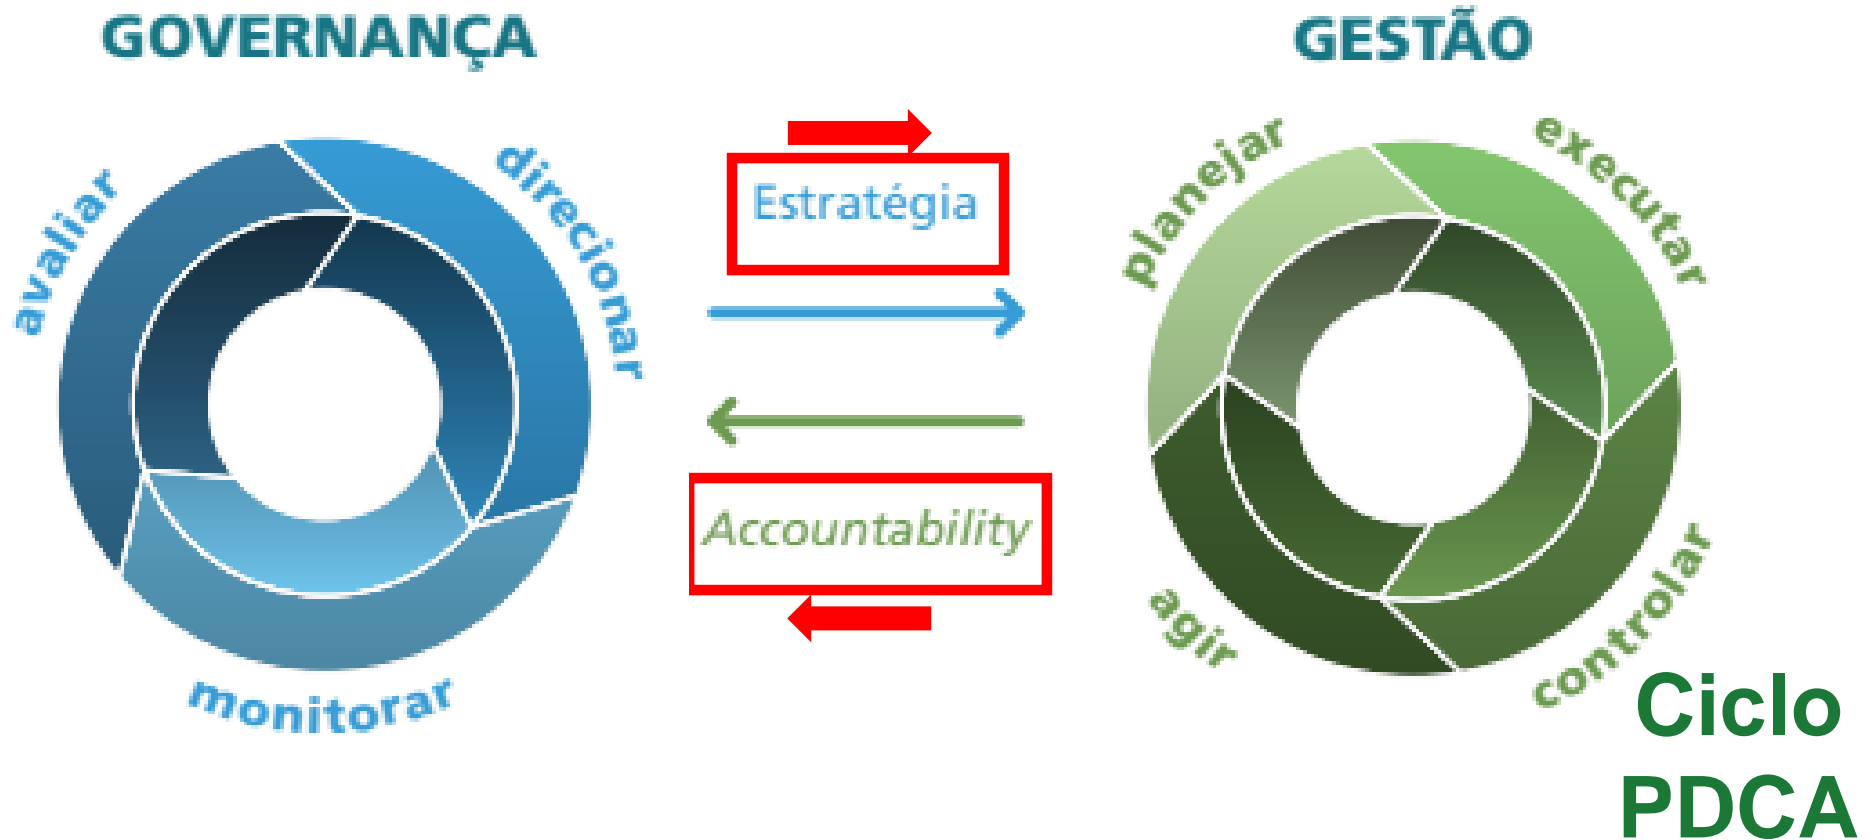 GOVERNANÇA
avaliar
direcionar
monitorar
Estratégia
Accountability
GESTÃO
planejar
executar
agir
controlar
Ciclo
PDCA